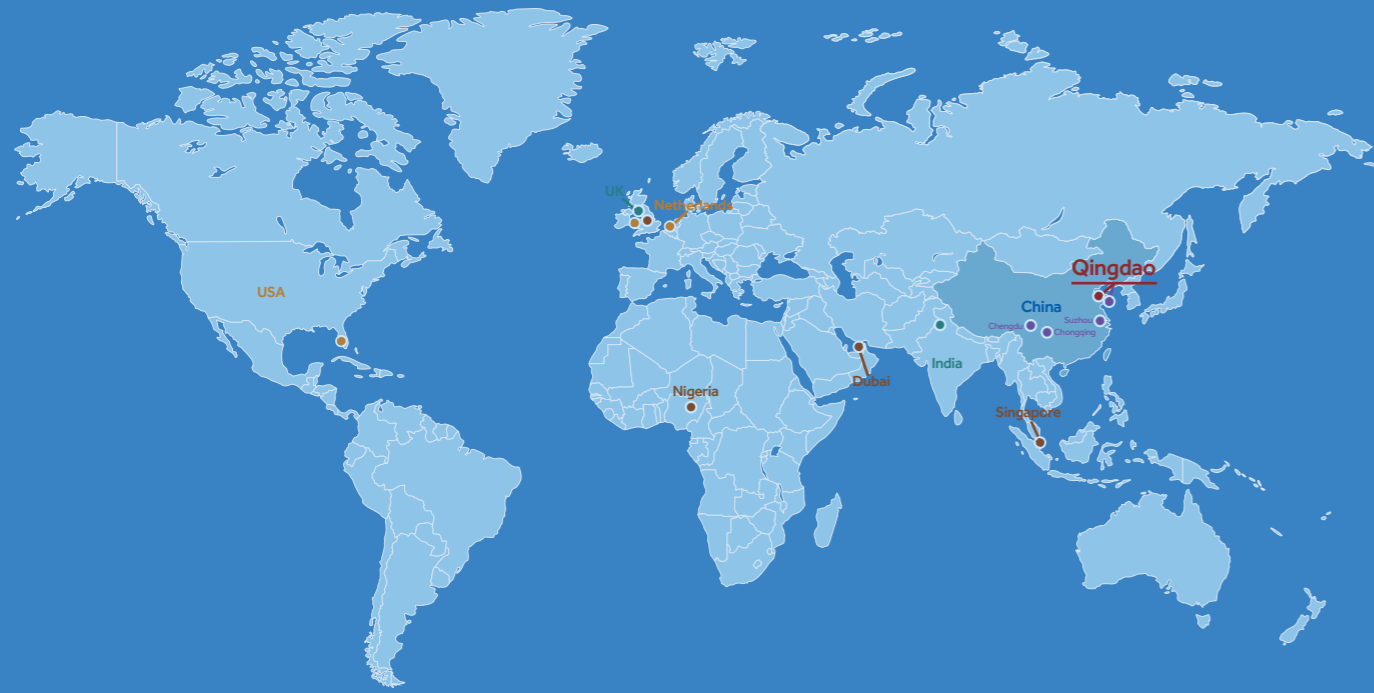 UK
Netherlands
Qingdao
USA
China
Suzhou
Chengdu
Chongqing
India
Dubai
Nigeria
Singapore